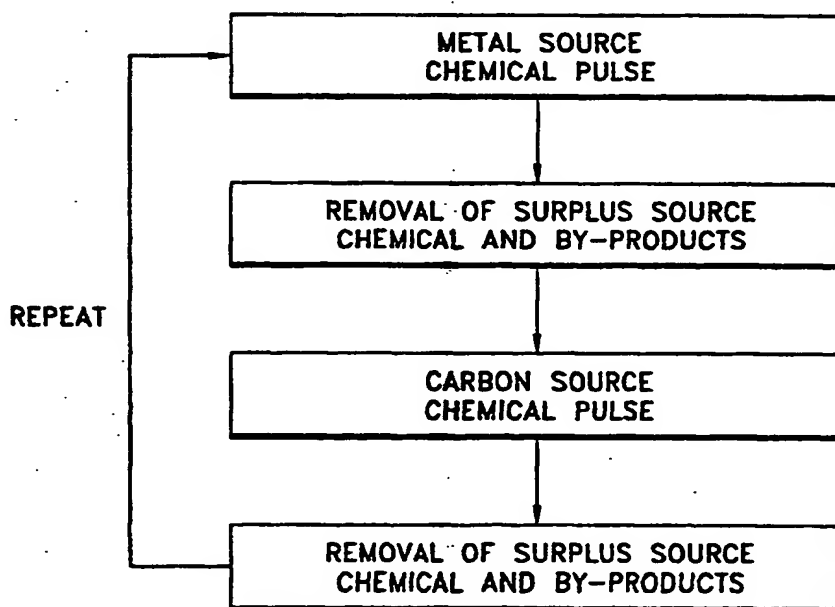 METAL SOURCE
CHEMICAL PULSE
REMOVAL OF SURPLUS SOURCE
CHEMICAL AND BY-PRODUCTS
REPEAT
CARBON SOURCE
CHEMICAL PULSE
REMOVAL OF SURPLUS SOURCE
CHEMICAL AND BY-PRODUCTS